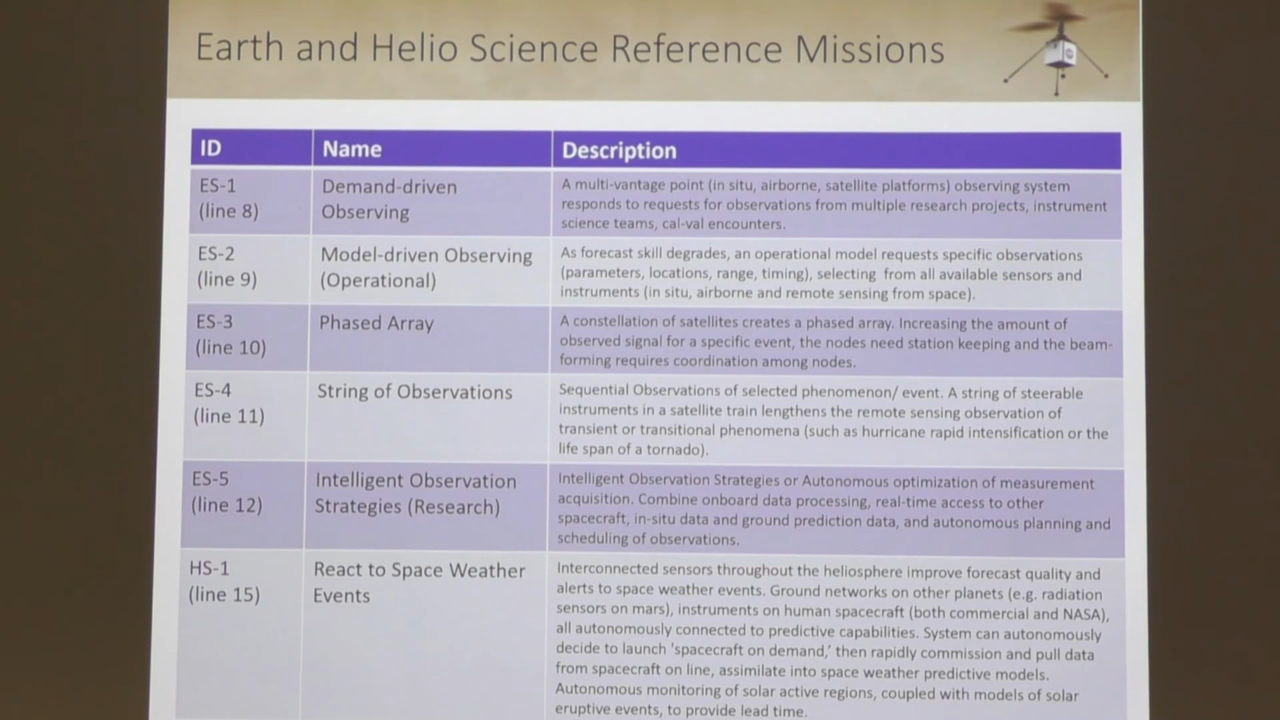 Earth and Helio Science Reference Missions
ID Name Description
ES-1
(line 8)
Demand-driven
Observing
A multi-vantage point (in situ, airborne, satellite platforms) observing system
responds to requests for observations from multiple research projects, instrument
science teams, cal-val encounters.
ES-2
(line 9)
Model-driven Observing
(Operational)
As forecast skill degrades, an operational model requests specific observations
(parameters, locations, range, timing), selecting from all available sensors and
instruments (in situ, airborne and remote sensing from space).
ES-3
(line 10)
Phased Array
A constellation of satellites creates a phased array. Increasing the amount of
observed signal for a specific event, the nodes need station keeping and the beam-
forming requires coordination among nodes.
ES-4
(line 11)
String of Observations
Sequential Observations of selected phenomenon/ event. A string of steerable
instruments in a satellite train lengthens the remote sensing observation of
transient or transitional phenomena (such as hurricane rapid intensification or the
life span of a tornado).
ES-5
(line 12)
Intelligent Observation
Strategies (Research)
Intelligent Observation Strategies or Autonomous optimization of measurement
acquisition. Combine onboard data processing, real-time access to other
spacecraft, in-situ data and ground prediction data, and autonomous planning and
scheduling of observations.
HS-1
(line 15)
React to Space Weather
Events
Interconnected sensors throughout the heliosphere improve forecast quality and
alerts to space weather events. Ground networks on other planets (e.g. radiation
sensors on mars), instruments on human spacecraft (both commercial and NASA),
all autonomously connected to predictive capabilities. System can autonomously
decide to launch 'spacecraft on demand,' then rapidly commission and pull data
from spacecraft on line, assimilate into space weather predictive models.
Autonomous monitoring of solar active regions, coupled with models of solar
eruptive events, to provide lead time.